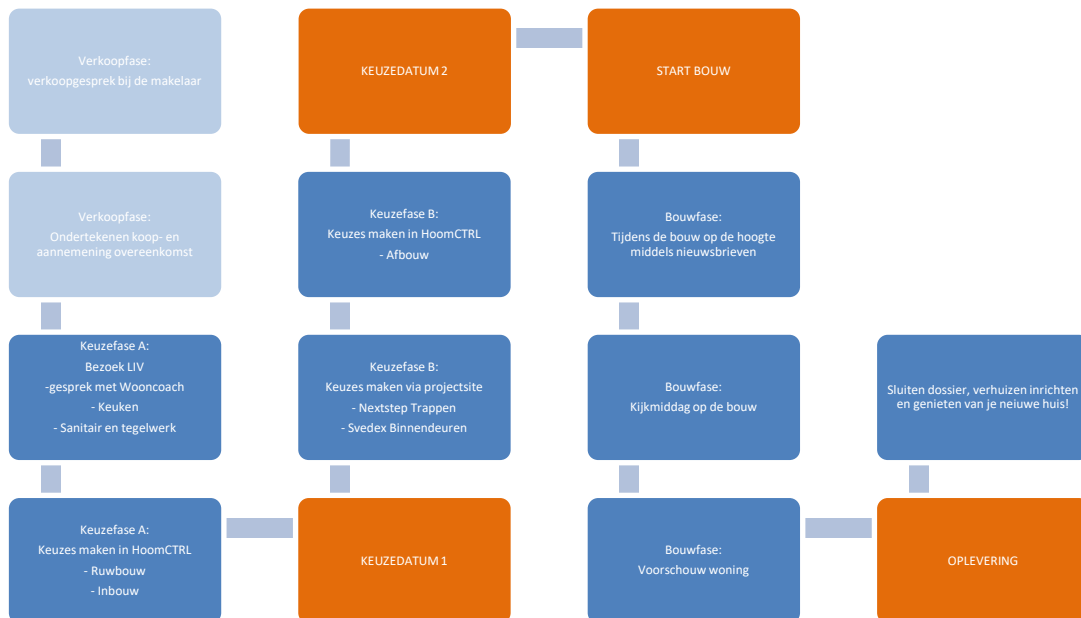 Verkoopfase:
verkoopgesprek bij de makelaar
Verkoopfase:
Ondertekenen koop- en
aannemening overeenkomst
Keuzefase A:
Bezoek LIV
-gesprek met Wooncoach
- Keuken
- Sanitair en tegelwerk
Keuzefase A:
Keuzes maken in HoomCTRL
- Ruwbouw
- Inbouw
KEUZEDATUM 1
Keuzefase B:
Keuzes maken via projectsite
- Nextstep Trappen
- Svedex Binnendeuren
Keuzefase B:
Keuzes maken in HoomCTRL
- Afbouw
KEUZEDATUM 2
START BOUW
Bouwfase:
Tijdens de bouw op de hoogte
middels nieuwsbrieven
Bouwfase:
Kijkmiddag op de bouw
Bouwfase:
Voorschouw woning
OPLEVERING
Sluiten dossier, verhuizen inrichten
en genieten van je neiuwe huis!